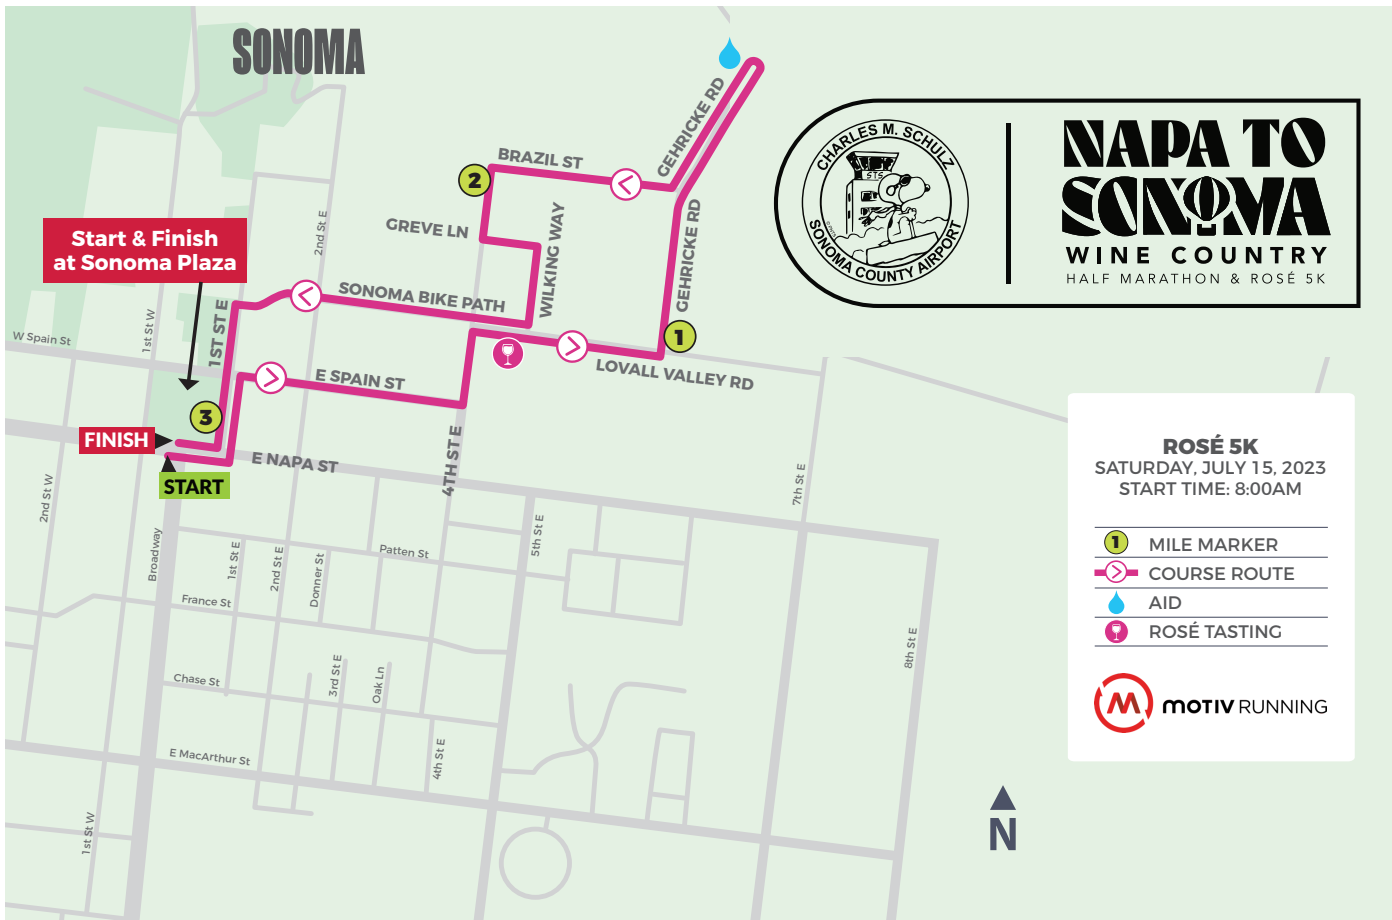 SONOMA
Start & Finish
at Sonoma Plaza
W Spain St
1st St W
1ST ST E
2nd St E
E SPAIN ST
SONOMA BIKE PATH
GREVE LN
BRAZIL ST
WILKING WAY
GEHRICKE RD
GEHRICKE RD
LOVALL VALLEY RD
1
2
3
FINISH
START
E NAPA ST
4TH ST E
2nd St W
Broadway
1st St E
2nd St E
Donner St
Patten St
5th St E
7th St E
8th St E
France St
Chase St
3rd St E
Oak Ln
E MacArthur St
4th St E
1st St W
N
CHARLES M. SCHULZ
STS
SONOMA COUNTY AIRPORT
NAPA TO
SONOMA
WINE COUNTRY
HALF MARATHON & ROSÉ 5K
ROSÉ 5K
SATURDAY, JULY 15, 2023
START TIME: 8:00AM
1 MILE MARKER
COURSE ROUTE
AID
ROSÉ TASTING
M MOTIV RUNNING